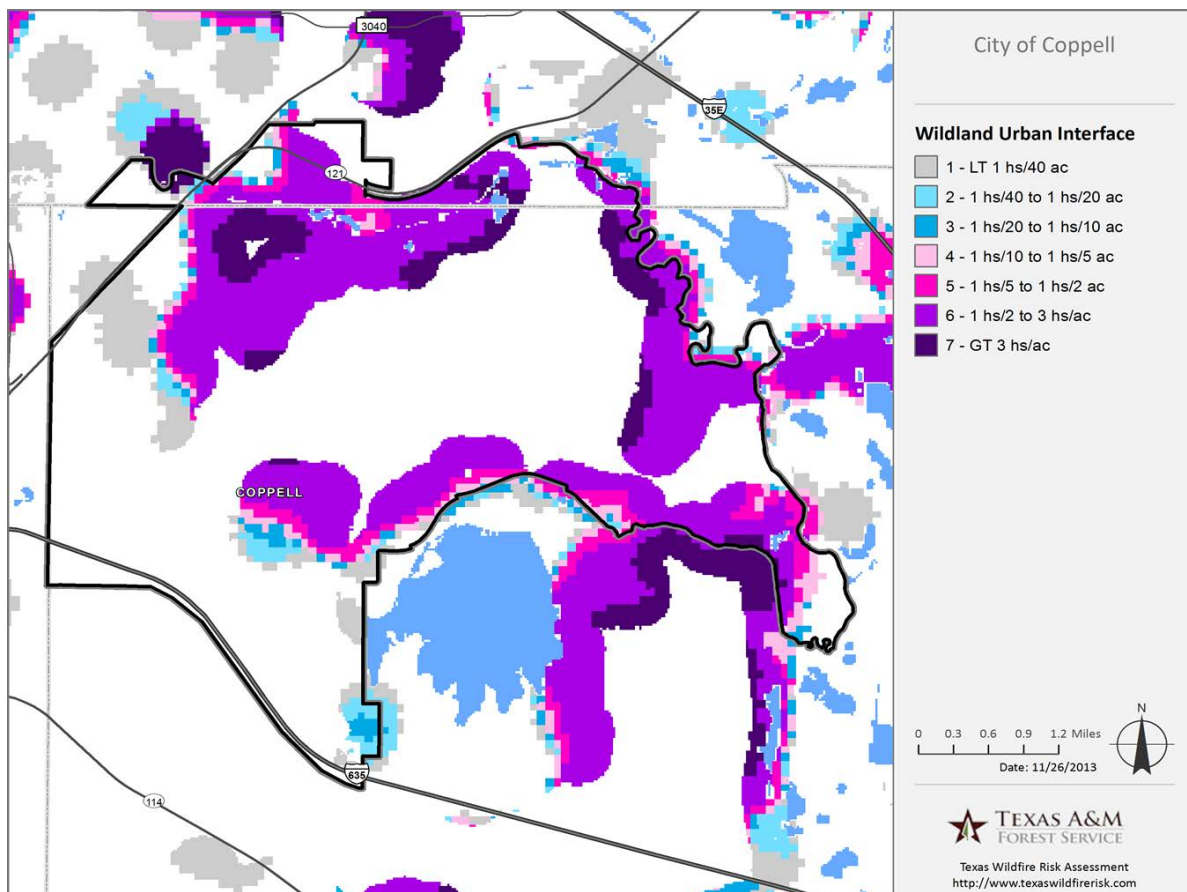 3040
35E
121
COPPELL
635
114
City of Coppell
Wildland Urban Interface
1 - LT 1 hs/40 ac
2 - 1 hs/40 to 1 hs/20 ac
3 - 1 hs/20 to 1 hs/10 ac
4 - 1 hs/10 to 1 hs/5 ac
5 - 1 hs/5 to 1 hs/2 ac
6 - 1 hs/2 to 3 hs/ac
7 - GT 3 hs/ac
N
0 0.3 0.6 0.9 1.2 Miles
Date: 11/26/2013
TEXAS A&M
FOREST SERVICE
Texas Wildfire Risk Assessment
http://www.texaswildfirerisk.com